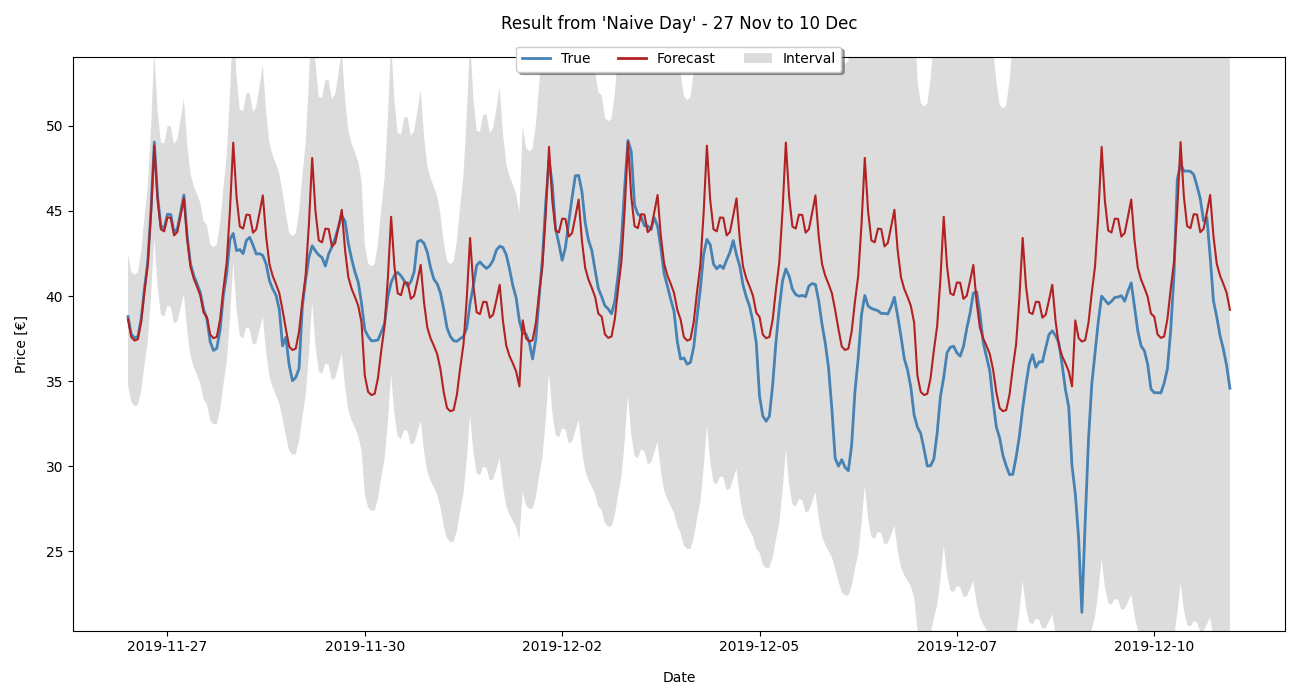 Result from 'Naive Day' - 27 Nov to 10 Dec
True Forecast Interval
Price [€]
50
45
40
35
30
25
2019-11-27 2019-11-30 2019-12-02 2019-12-05 2019-12-07 2019-12-10
Date